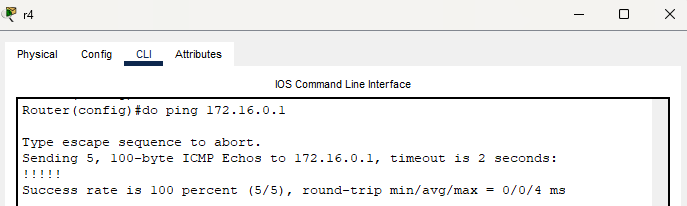 r4
Physical Config CLI Attributes
IOS Command Line Interface
Router(config)#do ping 172.16.0.1
Type escape sequence to abort.
Sending 5, 100-byte ICMP Echos to 172.16.0.1, timeout is 2 seconds:
!!!!!
Success rate is 100 percent (5/5), round-trip min/avg/max = 0/0/4 ms